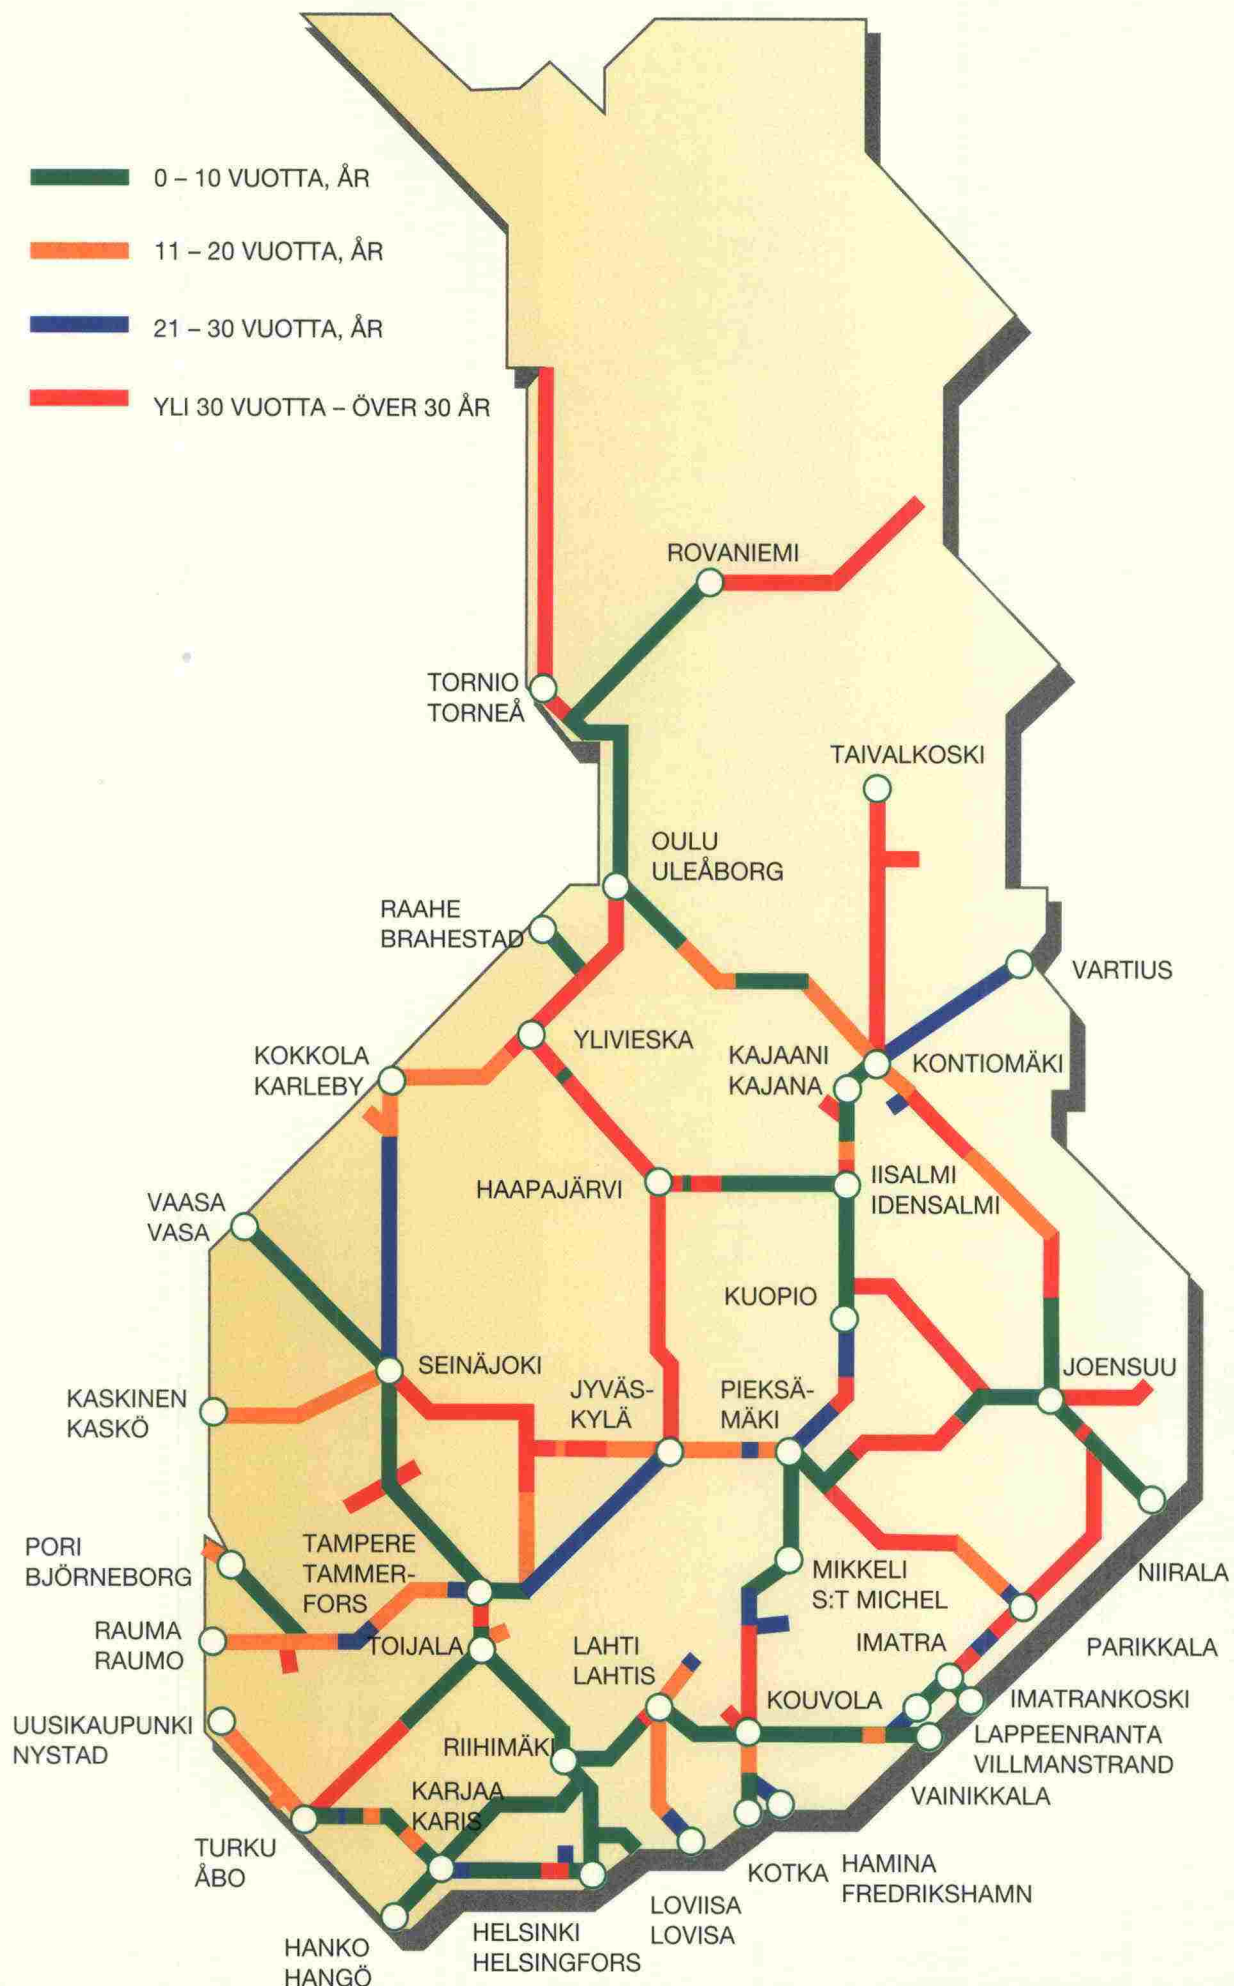 0 – 10 VUOTTA, ÅR
11 – 20 VUOTTA, ÅR
21 – 30 VUOTTA, ÅR
YLI 30 VUOTTA – ÖVER 30 ÅR
ROVANIEMI
TORNIO
TORNEÅ
TAIVALKOSKI
OULU
ULEÅBORG
RAAHE
BRAHESTAD
VARTIUS
YLIVIESKA
KOKKOLA
KARLEBY
KAJAANI
KAJANA
KONTIOMÄKI
HAAPAJÄRVI
IISALMI
IDENSALMI
VAASA
VASA
KUOPIO
SEINÄJOKI
JOENSUU
KASKINEN
KASKÖ
JYVÄS-
KYLÄ
PIEKSÄ-
MÄKI
PORI
BJÖRNEBORG
TAMPERE
TAMMER-
FORS
MIKKELI
S:T MICHEL
NIIRALA
RAUMA
RAUMO
TOIJALA
LAHTI
LAHTIS
IMATRA
PARIKKALA
UUSIKAUPUNKI
NYSTAD
KOUVOLA
IMATRANKOSKI
RIIHIMÄKI
LAPPEENRANTA
VILLMANSTRAND
KARJAA
KARIS
VAINIKKALA
TURKU
ÅBO
KOTKA
HAMINA
FREDRIKSHAMN
LOVIISA
LOVISA
HELSINKI
HELSINGFORS
HANKO
HANGÖ